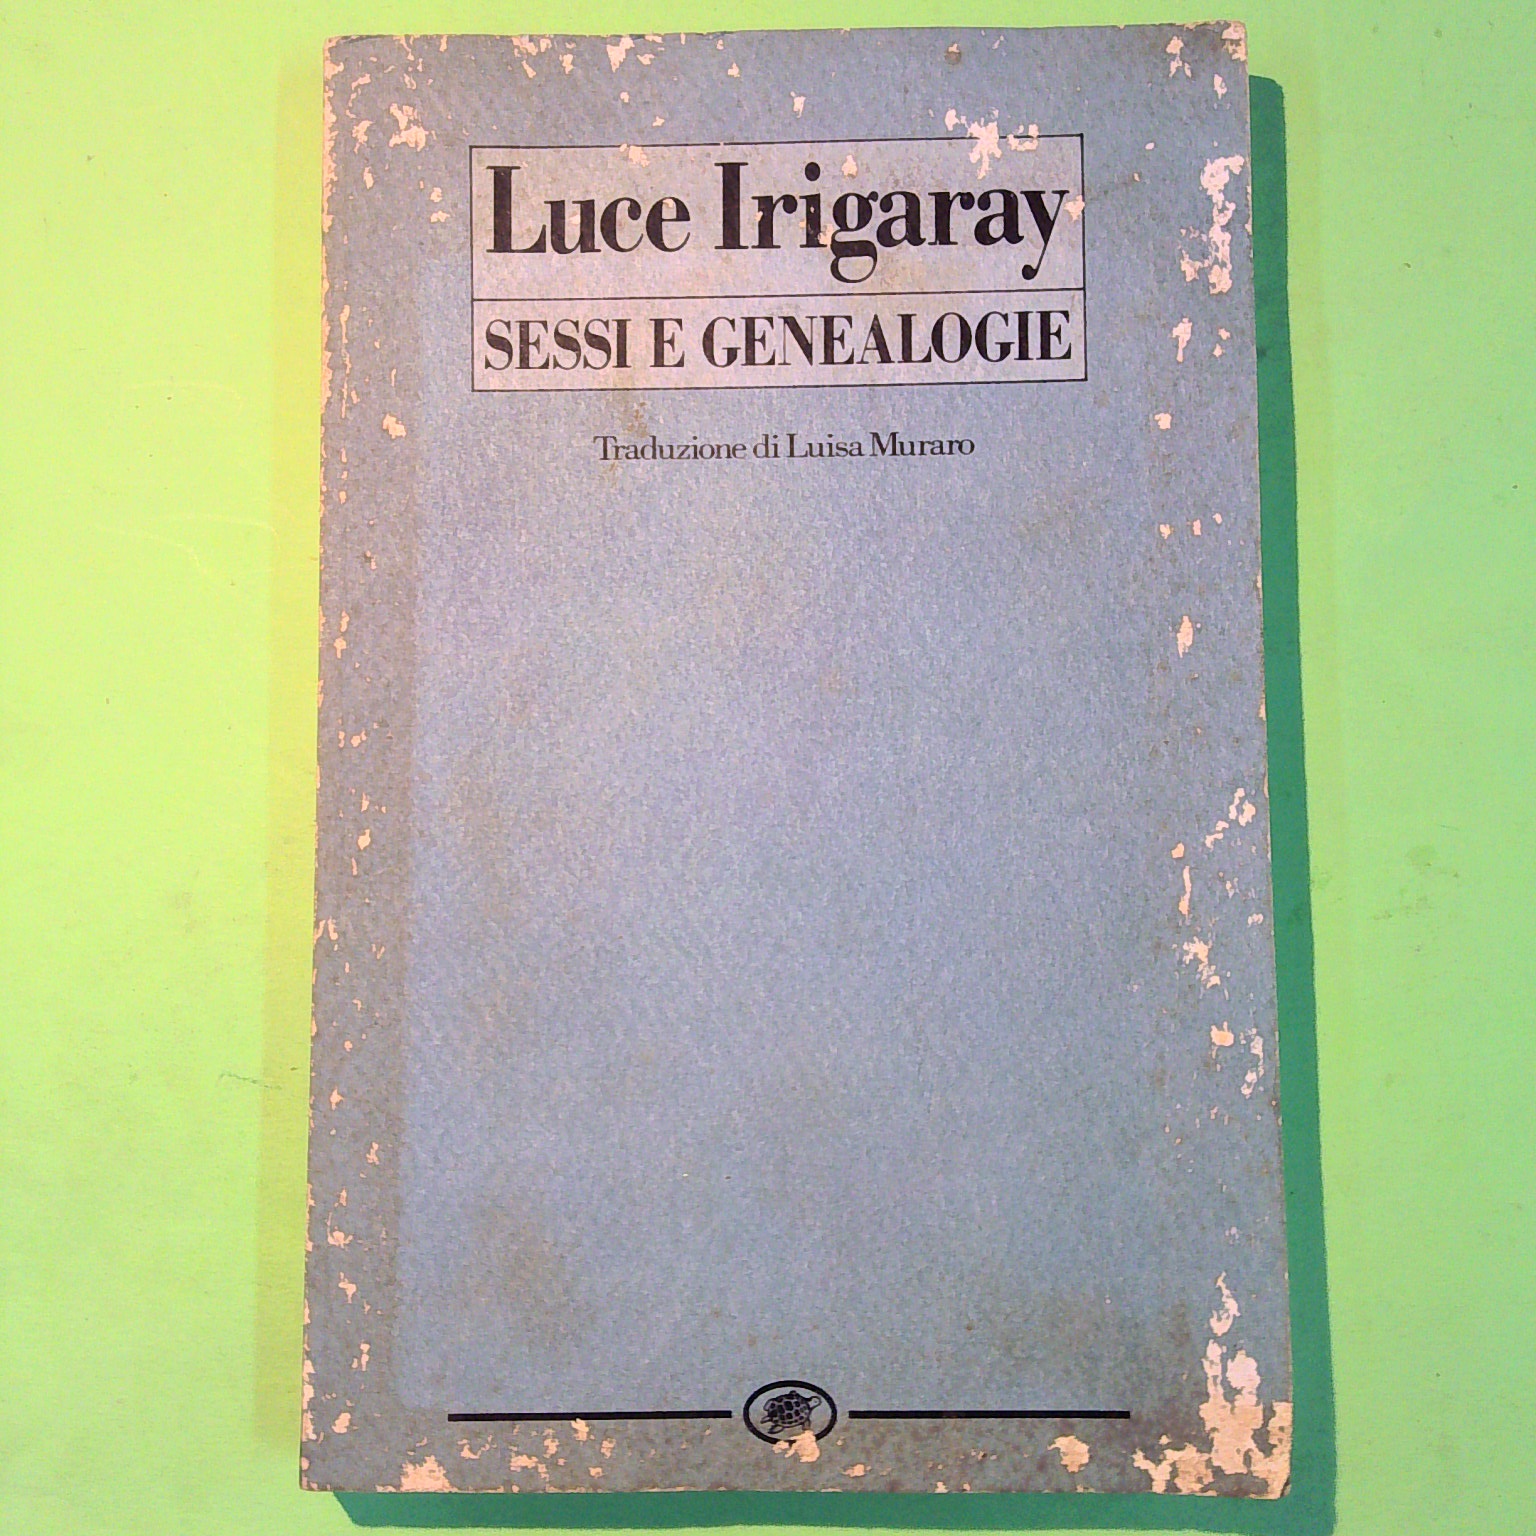 Luce Irigaray
SESSI E GENEALOGIE
Traduzione di Luisa Muraro